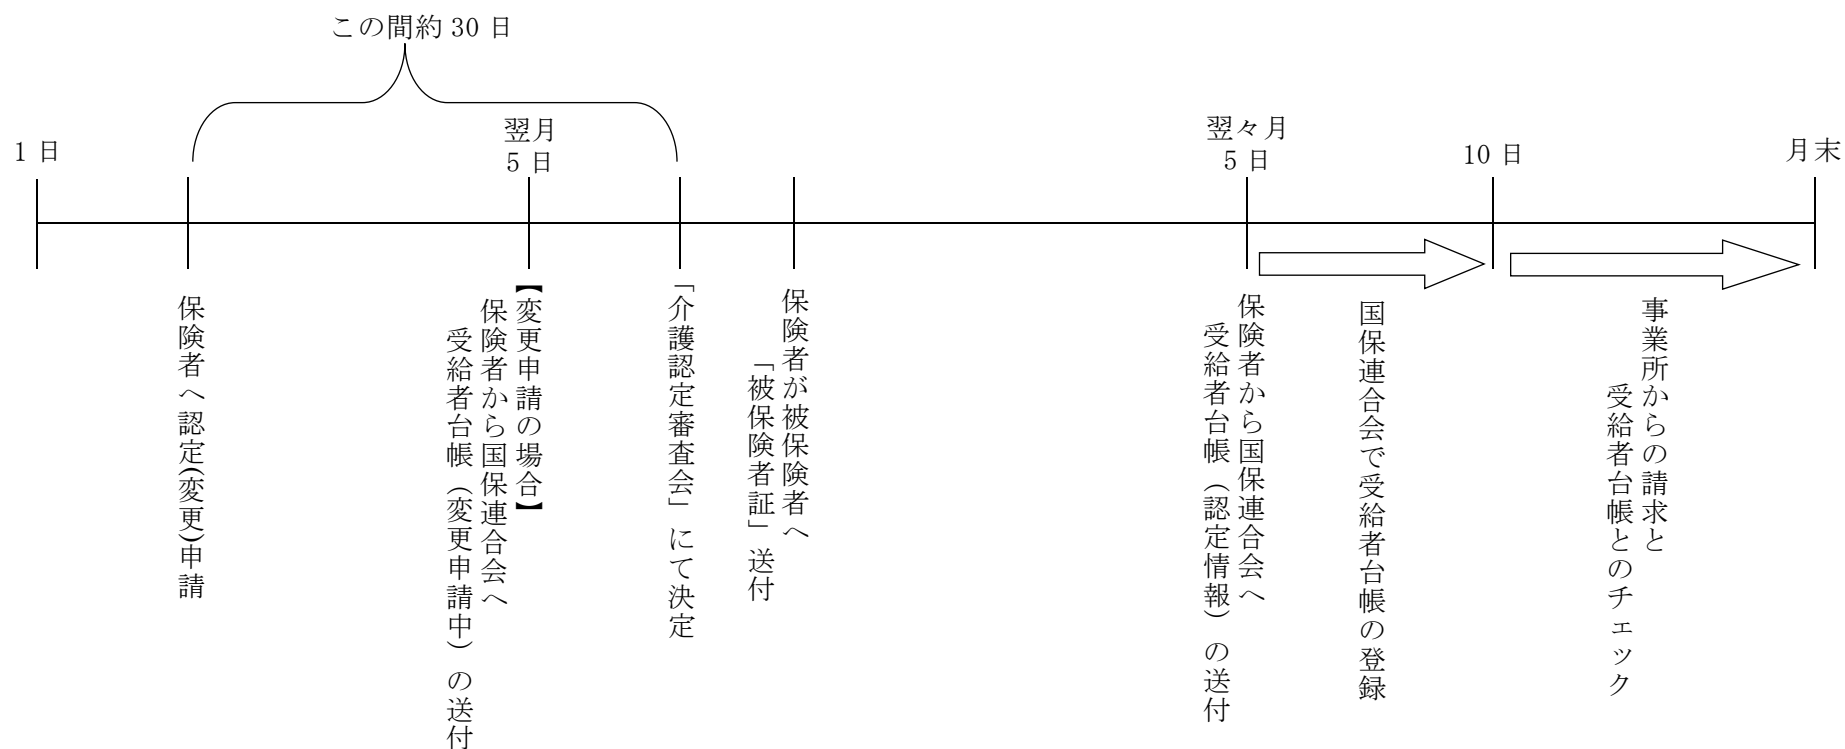 この間約 30 日
1 日
翌月
5 日
翌々月
5 日
10 日
月末
保険者へ認定(変更)申請
【変更申請の場合】
保険者から国保連合会へ
受給者台帳（変更申請中）の送付
「介護認定審査会」にて決定
保険者が被保険者へ
「被保険者証」送付
保険者から国保連合会へ
受給者台帳（認定情報）の送付
国保連合会で受給者台帳の登録
事業所からの請求と
受給者台帳とのチェック